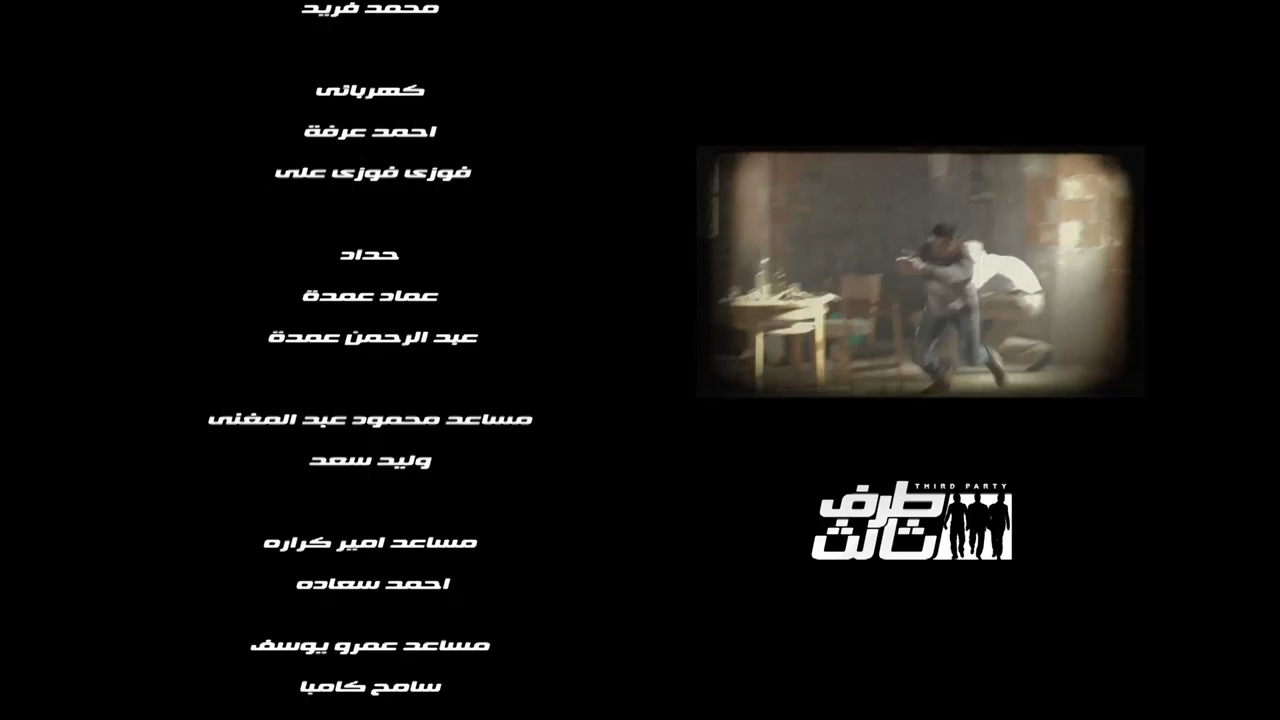 محمد فريد
كهربائى
احمد عرفة
فوزى فوزى على
حداد
عماد عمدة
عبد الرحمن عمدة
مساعد محمود عبد المغنى
وليد سعد
مساعد امير كراره
احمد سعاده
مساعد عمرو يوسف
سامح كامبا
THIRD PARTY
طرف
ثالث